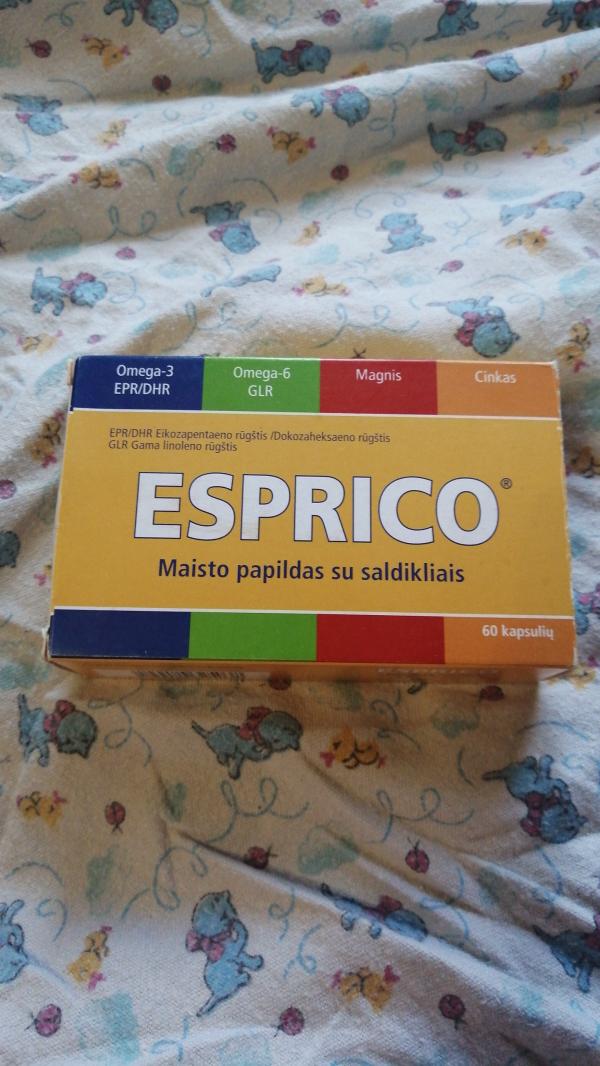 Omega-3
EPR/DHR
Omega-6
GLR
Magnis
Cinkas
EPR/DHR Eikozapentaeno rūgštis /Dokozaheksaeno rūgštis
GLR Gama linoleno rūgštis
ESPRICO®
Maisto papildas su saldikliais
60 kapsulių